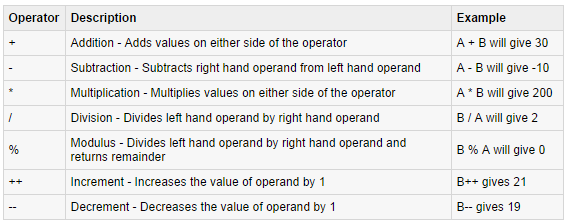 Operator Description Example
+ Addition - Adds values on either side of the operator A + B will give 30
- Subtraction - Subtracts right hand operand from left hand operand A - B will give -10
* Multiplication - Multiplies values on either side of the operator A * B will give 200
/ Division - Divides left hand operand by right hand operand B / A will give 2
% Modulus - Divides left hand operand by right hand operand and returns remainder B % A will give 0
++ Increment - Increases the value of operand by 1 B++ gives 21
-- Decrement - Decreases the value of operand by 1 B-- gives 19